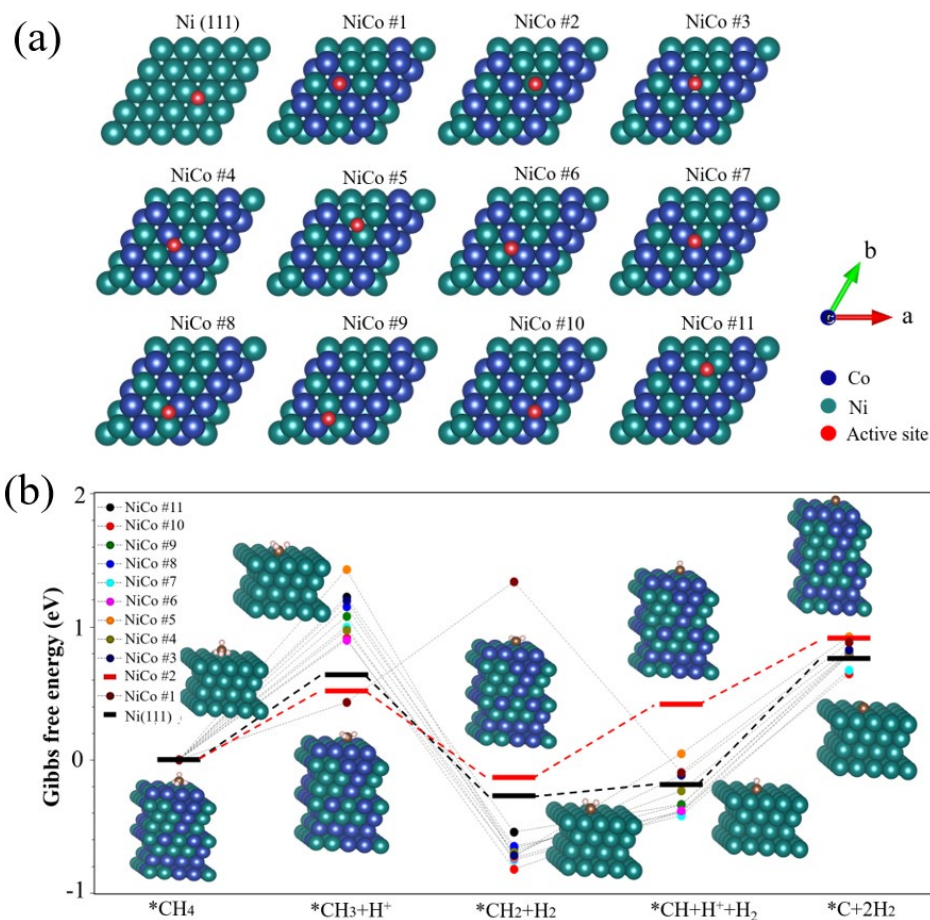 (a)
Ni (111)
NiCo #1
NiCo #2
NiCo #3
NiCo #4
NiCo #5
NiCo #6
NiCo #7
NiCo #8
NiCo #9
NiCo #10
NiCo #11
b
a
Co
Ni
Active site
(b)
Gibbs free energy (eV)
2
1
0
-1
NiCo #11
NiCo #10
NiCo #9
NiCo #8
NiCo #7
NiCo #6
NiCo #5
NiCo #4
NiCo #3
NiCo #2
NiCo #1
Ni(111)
*CH₄
*CH₃+H⁺
*CH₂+H₂
*CH+H⁺+H₂
*C+2H₂